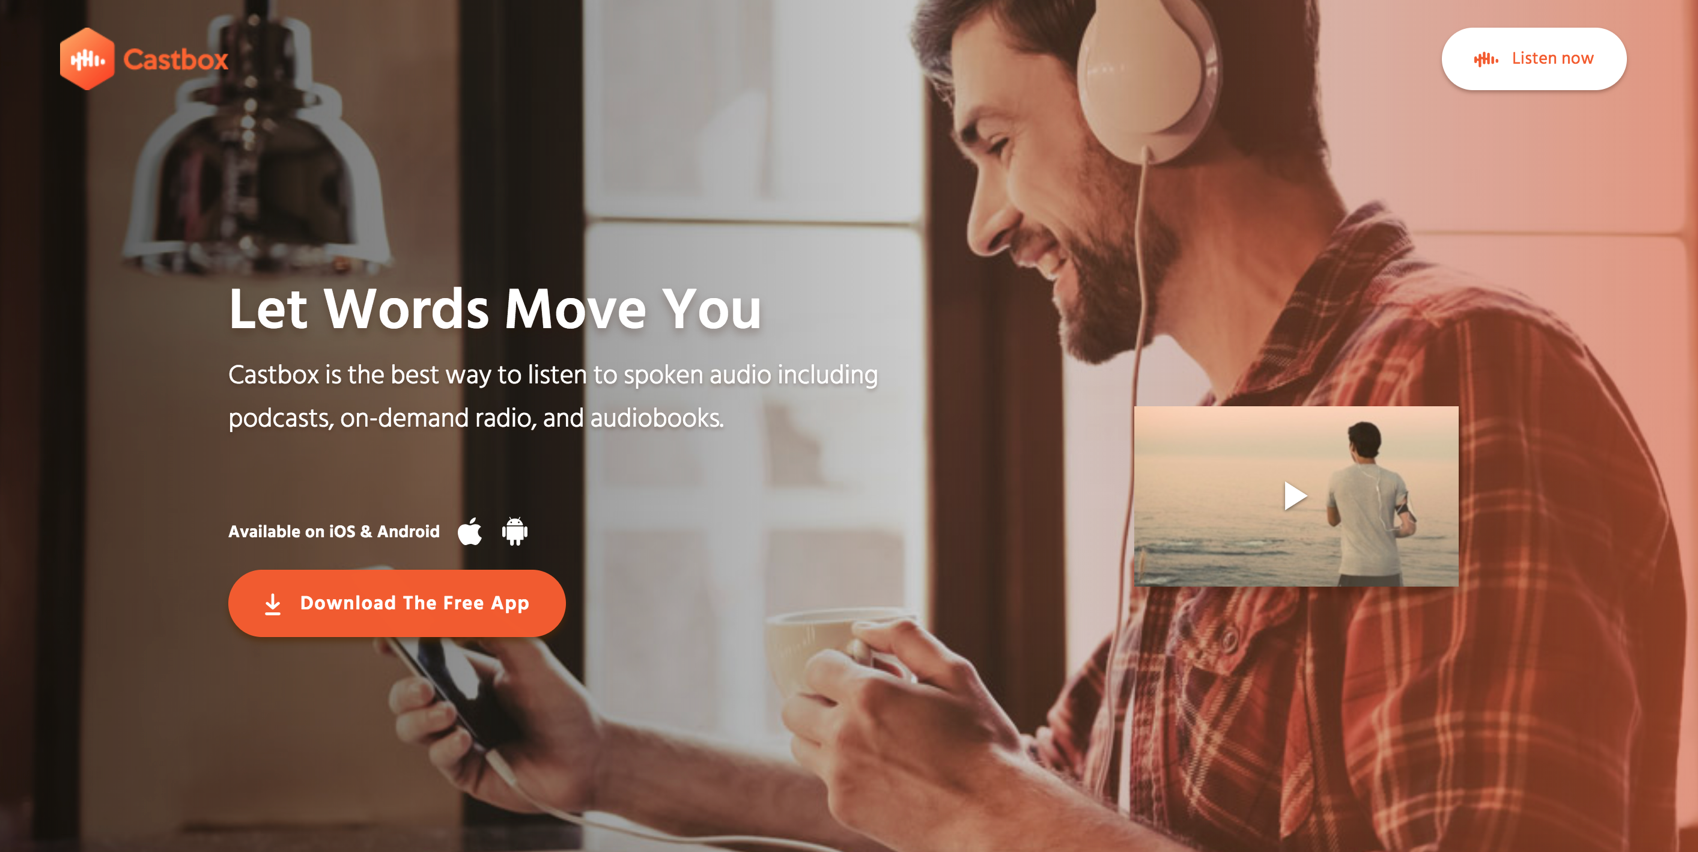 Castbox
Listen now
Let Words Move You
Castbox is the best way to listen to spoken audio including
podcasts, on-demand radio, and audiobooks.
Available on iOS & Android
Download The Free App